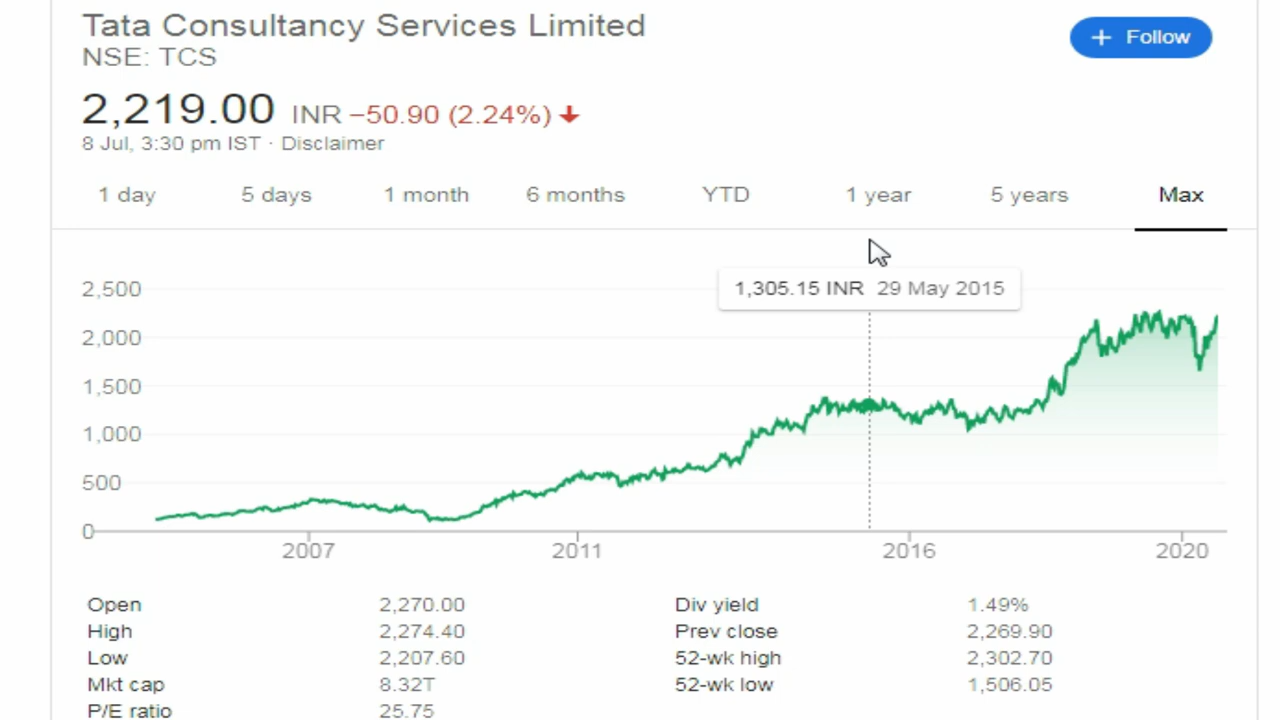 Tata Consultancy Services Limited
NSE: TCS
+ Follow
2,219.00 INR −50.90 (2.24%)
8 Jul, 3:30 pm IST · Disclaimer
1 day 5 days 1 month 6 months YTD 1 year 5 years Max
1,305.15 INR 29 May 2015
2,500
2,000
1,500
1,000
500
0
2007 2011 2016 2020
Open 2,270.00 Div yield 1.49%
High 2,274.40 Prev close 2,269.90
Low 2,207.60 52-wk high 2,302.70
Mkt cap 8.32T 52-wk low 1,506.05
P/E ratio 25.75